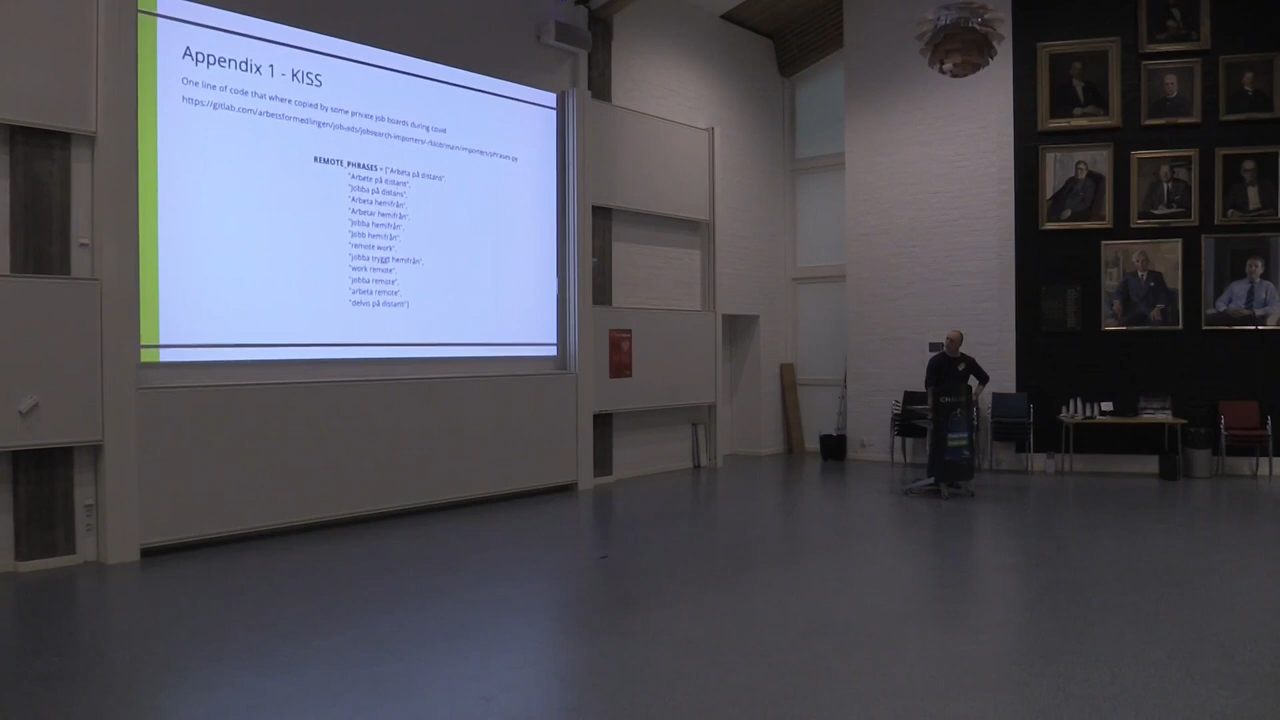 Appendix 1 - KISS
One line of code that where copied by some private job boards during covid
https://gitlab.com/arbetsformedlingen/job-ads/jobsearch-importers/-/blob/main/importers/phrases.py
REMOTE_PHRASES = ["Arbeta på distans",
"Arbete på distans",
"Jobba på distans",
"Arbeta hemifrån",
"Arbetar hemifrån",
"Jobba hemifrån",
"Jobb hemifrån",
"remote work",
"jobba tryggt hemifrån",
"work remote",
"jobba remote",
"arbeta remote",
"delvis på distans"]